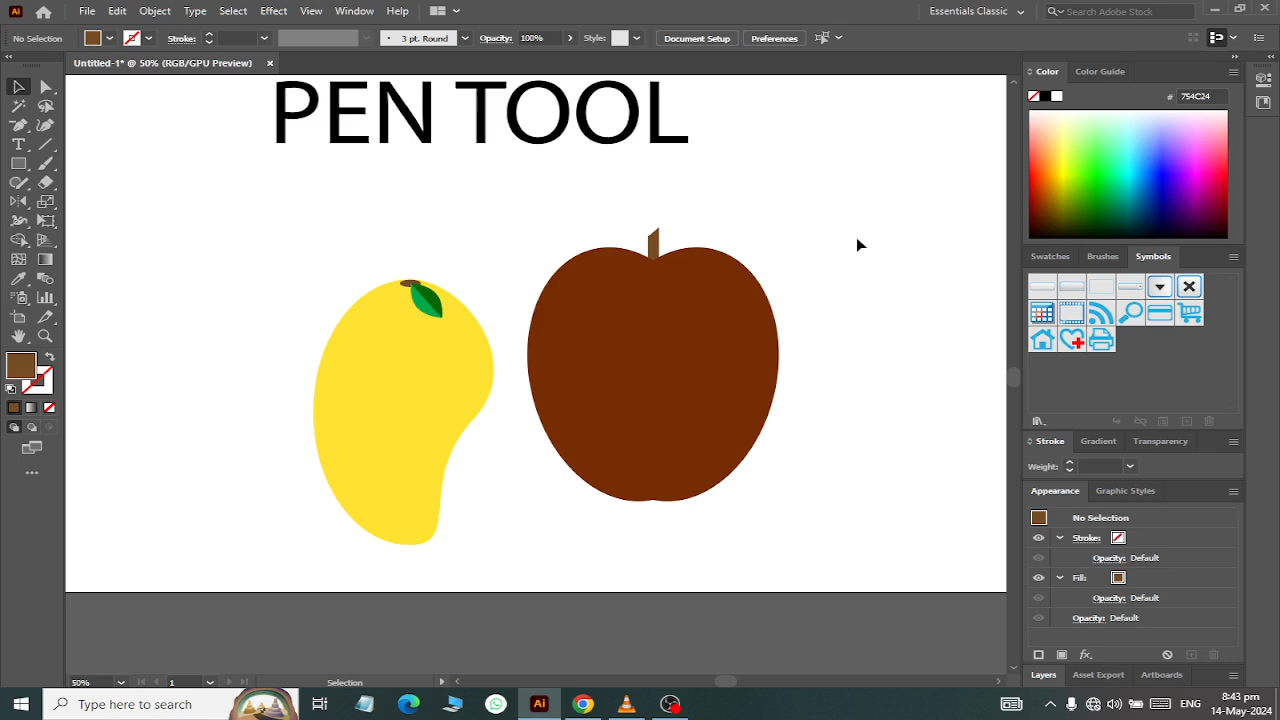 Ai File Edit Object Type Select Effect View Window Help Essentials Classic Search Adobe Stock
No Selection Stroke: 3 pt. Round Opacity: 100% Style: Document Setup Preferences
Untitled-1* @ 50% (RGB/GPU Preview) ×
PEN TOOL
Color Color Guide
# 754C24
Swatches Brushes Symbols
Stroke Gradient Transparency
Weight:
Appearance Graphic Styles
No Selection
Stroke:
Opacity: Default
Fill:
Opacity: Default
Opacity: Default
fx
Layers Asset Export Artboards
50% 1 Selection
Type here to search Ai ENG 8:43 pm
14-May-2024